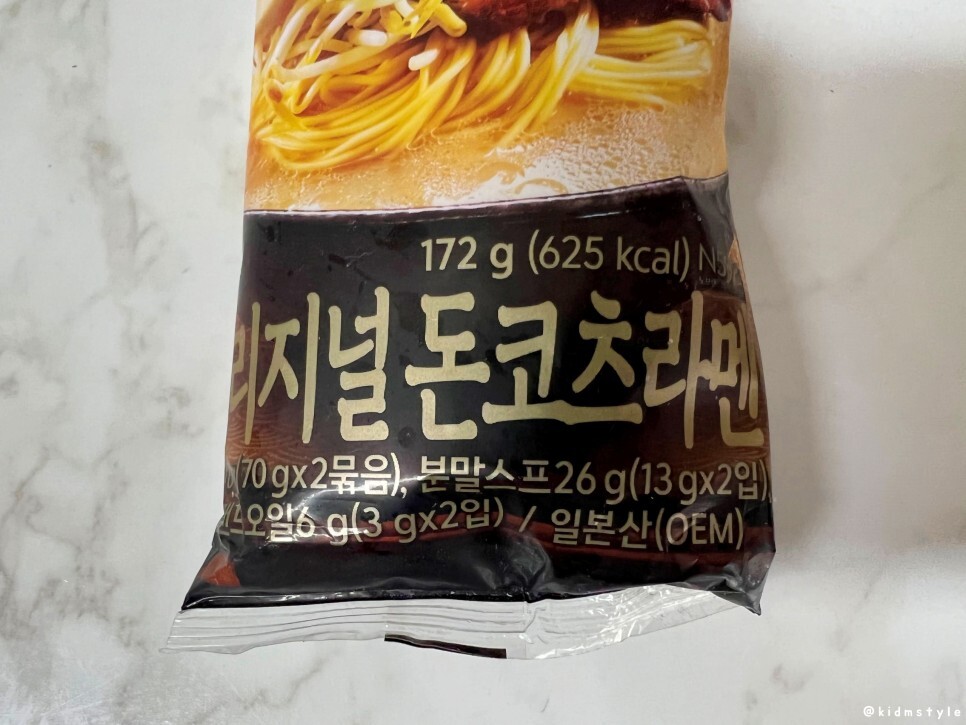 172 g (625 kcal)
리지널 돈코츠라멘
(70 gx2묶음), 분말스프26 g(13 gx2입),
오일6 g(3 gx2입) / 일본산(OEM)
@kidmstyle